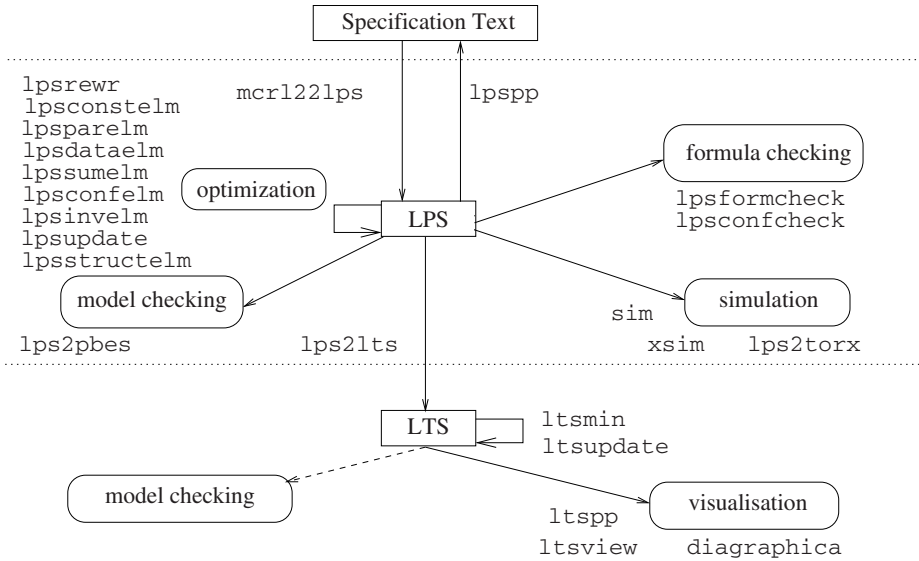 Specification Text
lpsrewr
lpsconstelm
lpsparelm
lpsdataelm
lpssumelm
lpsconfelm
lpsinvelm
lpsupdate
lpsstructelm
mcrl22lps
lpspp
optimization
LPS
formula checking
lpsformcheck
lpsconfcheck
model checking
lps2pbes
lps2lts
simulation
sim
xsim
lps2torx
LTS
ltsmin
ltsupdate
model checking
visualisation
ltspp
ltsview
diagraphica